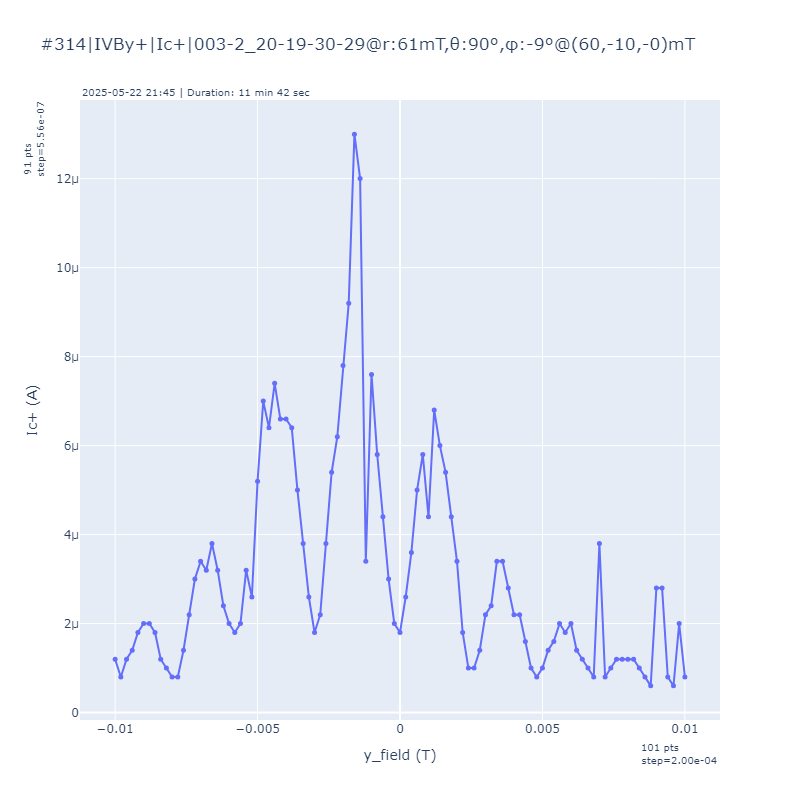 #314|IVBy+|Ic+|003-2_20-19-30-29@r:61mT,θ:90°,φ:-9°@(60,-10,-0)mT
2025-05-22 21:45 | Duration: 11 min 42 sec
91 pts
step=5.56e-07
12µ
10µ
8µ
6µ
4µ
2µ
0
Ic+ (A)
−0.01
−0.005
0
0.005
0.01
y_field (T)
101 pts
step=2.00e-04